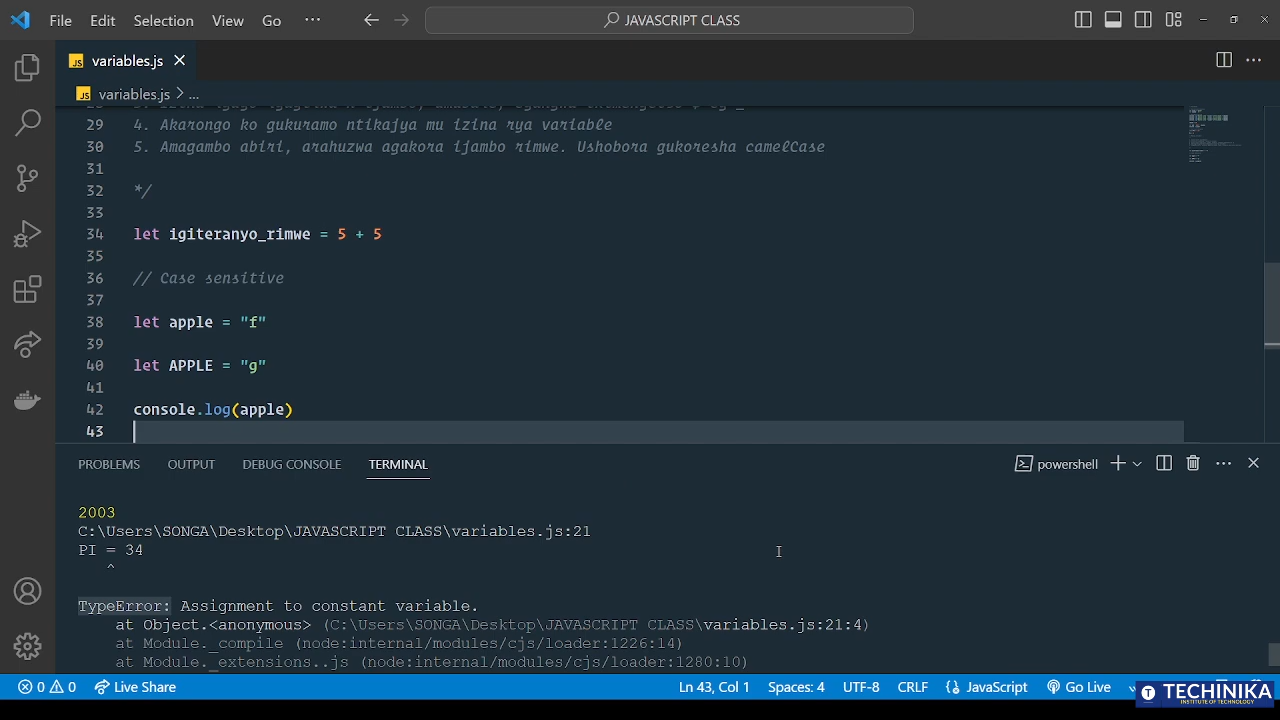 File Edit Selection View Go ··· JAVASCRIPT CLASS
JS variables.js
JS variables.js > ...
29 4. Akarongo ko gukuramo ntikajya mu izina rya variable
30 5. Amagambo abiri, arahuzwa agakora ijambo rimwe. Ushobora gukoresha camelCase
31
32 */
33
34 let igiteranyo_rimwe = 5 + 5
35
36 // Case sensitive
37
38 let apple = "f"
39
40 let APPLE = "g"
41
42 console.log(apple)
43
PROBLEMS OUTPUT DEBUG CONSOLE TERMINAL powershell
2003
C:\Users\SONGA\Desktop\JAVASCRIPT CLASS\variables.js:21
PI = 34
^
TypeError: Assignment to constant variable.
at Object.<anonymous> (C:\Users\SONGA\Desktop\JAVASCRIPT CLASS\variables.js:21:4)
at Module._compile (node:internal/modules/cjs/loader:1226:14)
at Module._extensions..js (node:internal/modules/cjs/loader:1280:10)
0 0 Live Share Ln 43, Col 1 Spaces: 4 UTF-8 CRLF {} JavaScript Go Live
TECHINIKA
INSTITUTE OF TECHNOLOGY